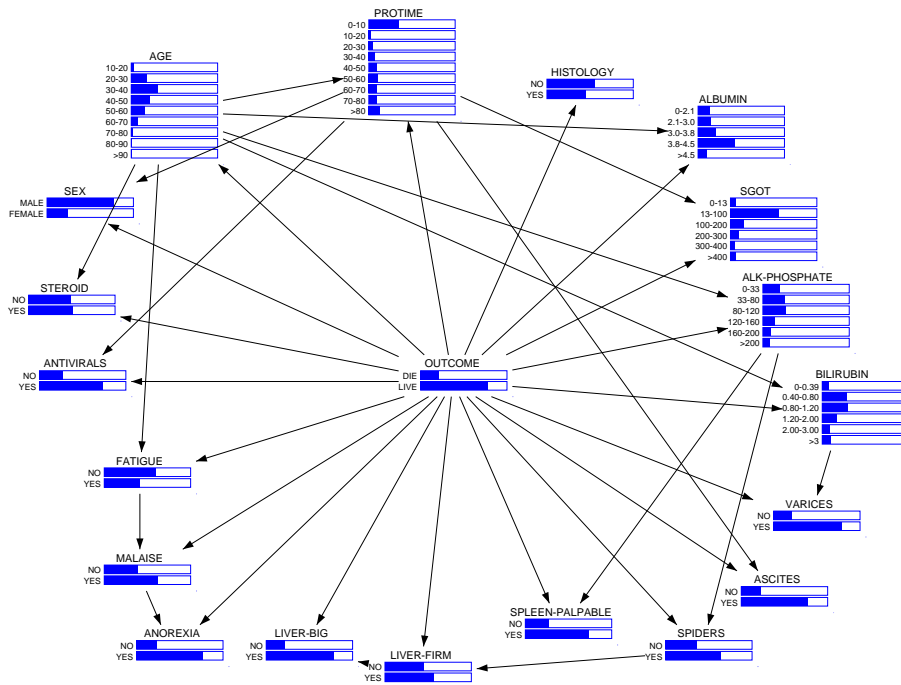 PROTIME
0-10
10-20
20-30
30-40
40-50
50-60
60-70
70-80
>80
AGE
10-20
20-30
30-40
40-50
50-60
60-70
70-80
80-90
>90
HISTOLOGY
NO
YES
ALBUMIN
0-2.1
2.1-3.0
3.0-3.8
3.8-4.5
>4.5
SEX
MALE
FEMALE
SGOT
0-13
13-100
100-200
200-300
300-400
>400
STEROID
NO
YES
ALK-PHOSPHATE
0-33
33-80
80-120
120-160
160-200
>200
ANTIVIRALS
NO
YES
OUTCOME
DIE
LIVE
BILIRUBIN
0-0.39
0.40-0.80
0.80-1.20
1.20-2.00
2.00-3.00
>3
FATIGUE
NO
YES
VARICES
NO
YES
MALAISE
NO
YES
ASCITES
NO
YES
SPLEEN-PALPABLE
NO
YES
ANOREXIA
NO
YES
LIVER-BIG
NO
YES
LIVER-FIRM
NO
YES
SPIDERS
NO
YES